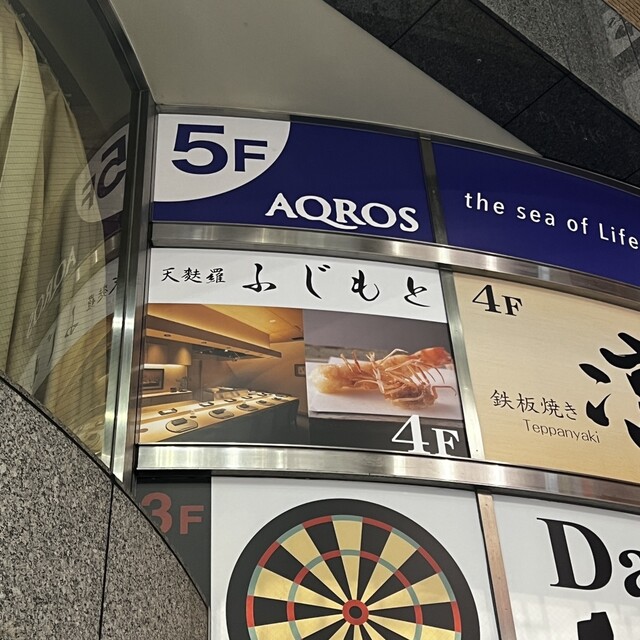 5F
AQROS
the sea of Life
天麩羅 ふじもと
4F
4F
鉄板焼き
Teppanyaki
3F
Da